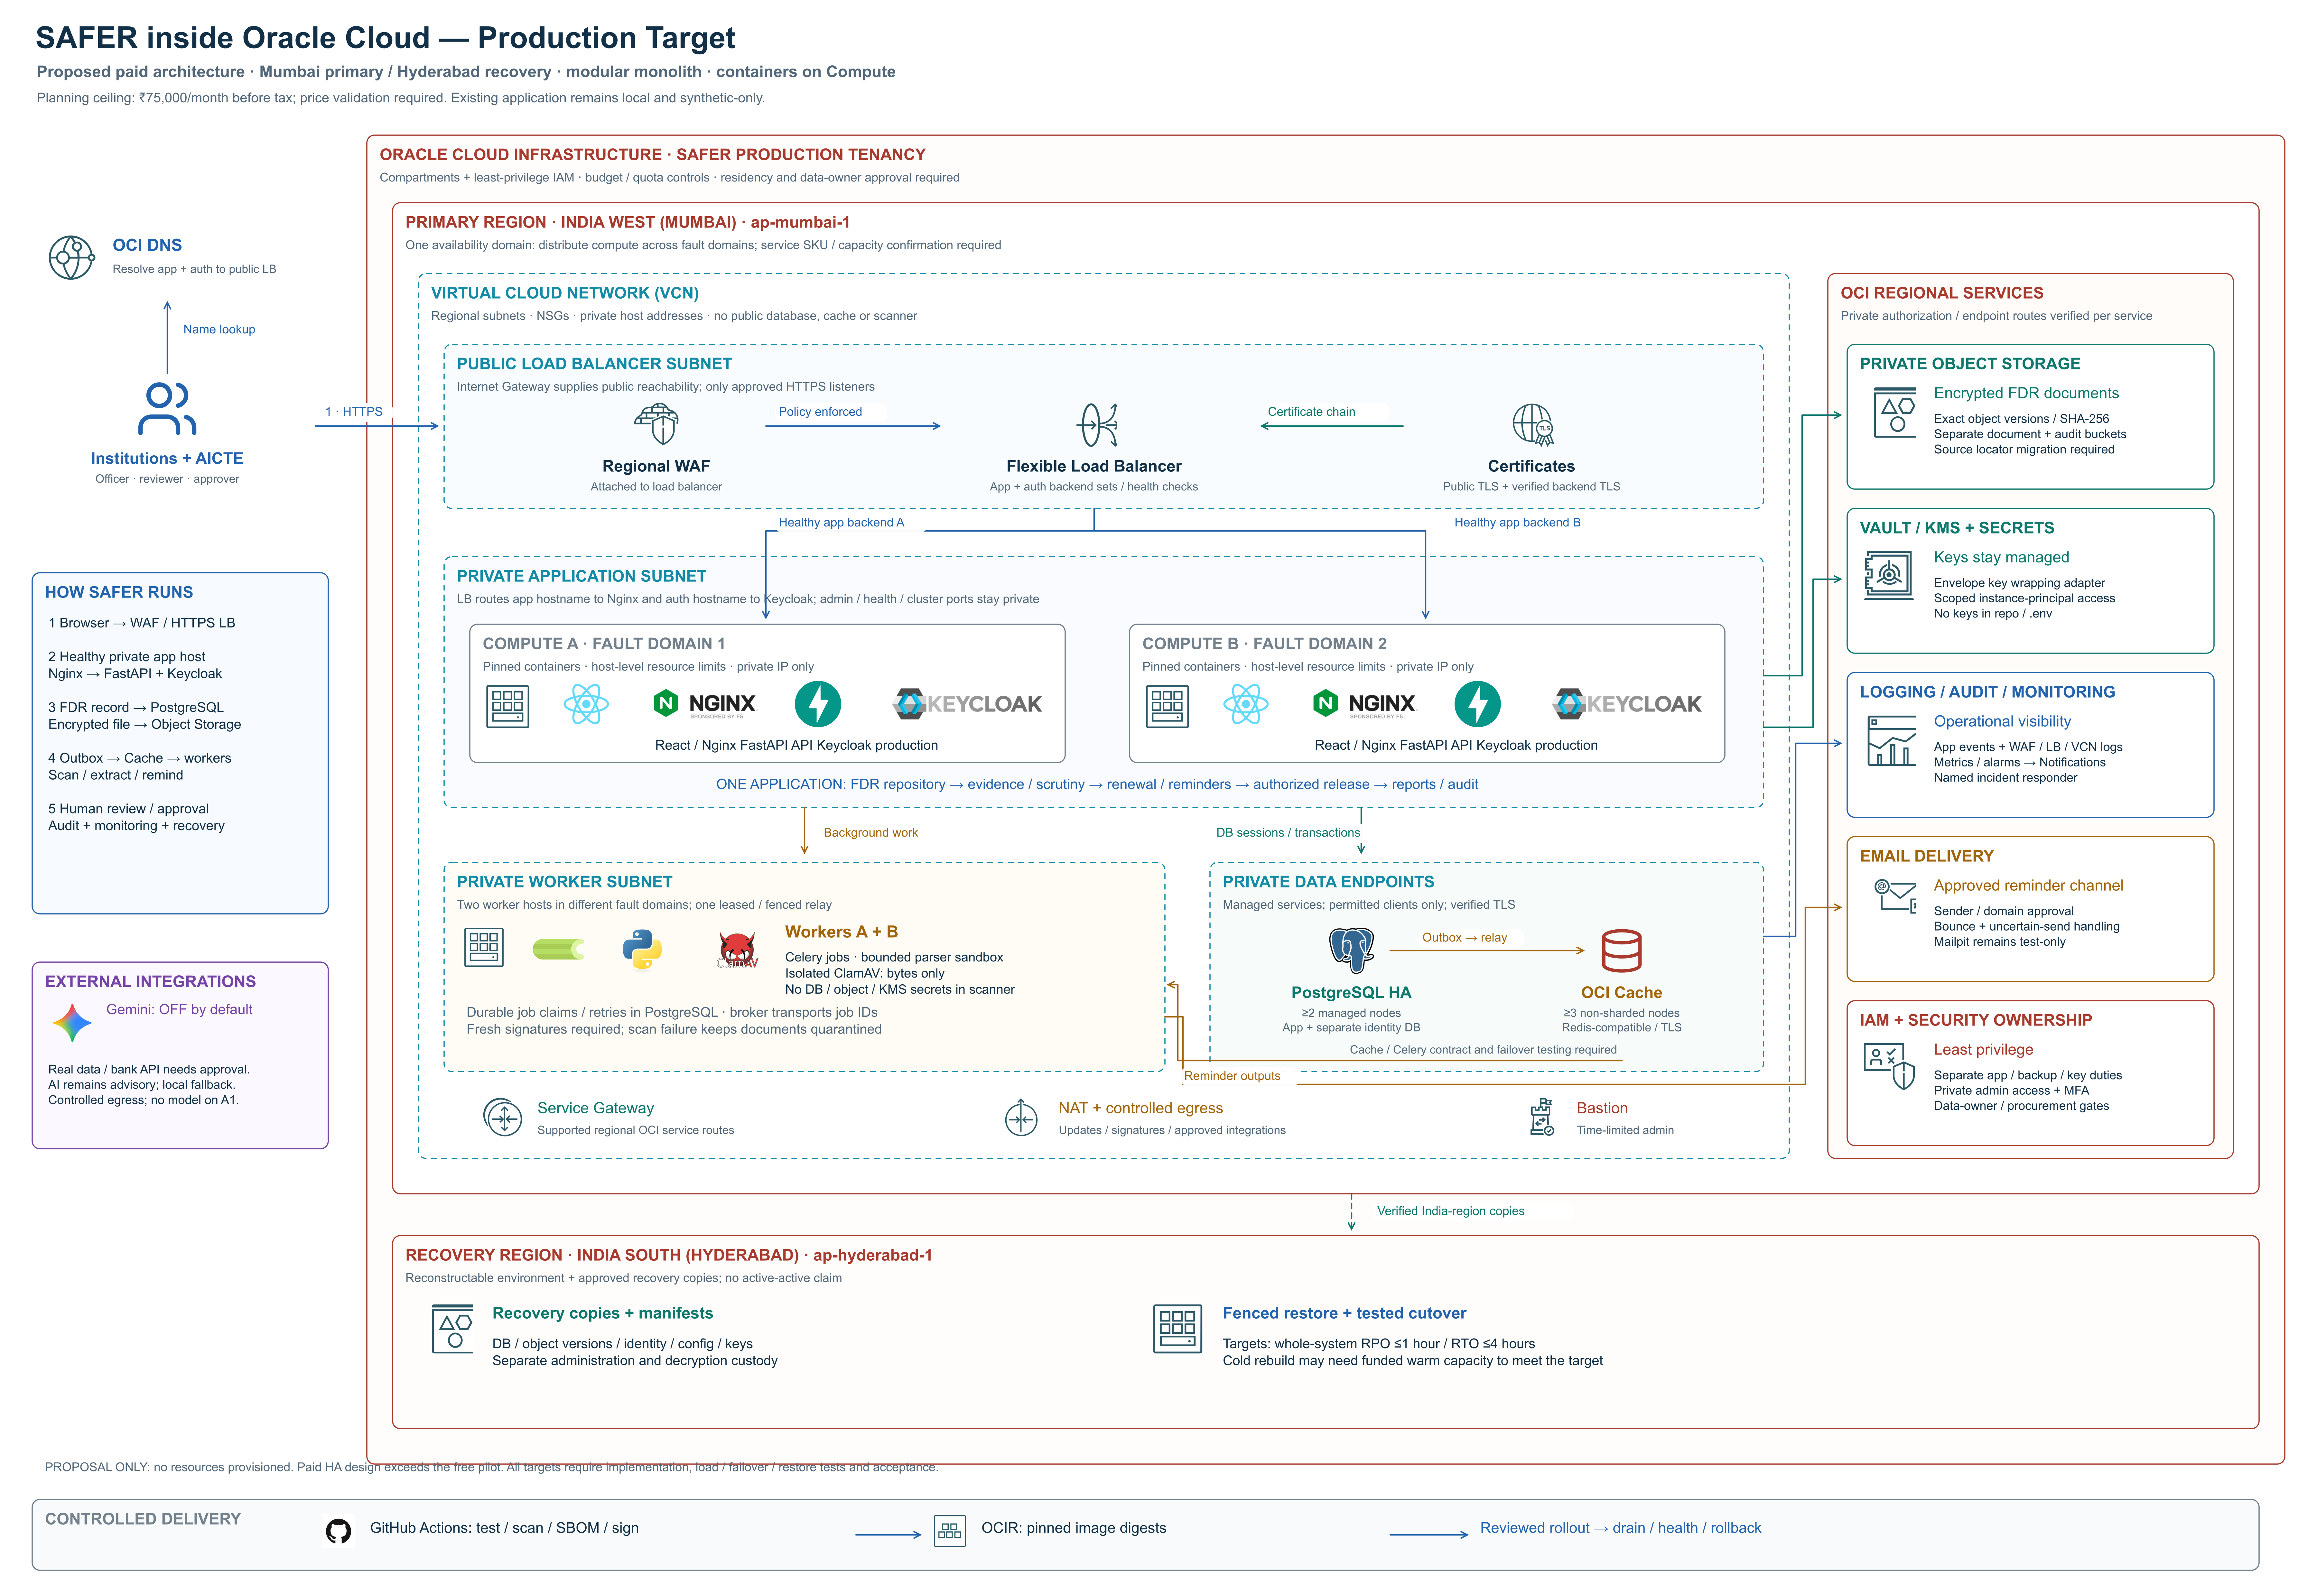 SAFER inside Oracle Cloud — Production Target
Proposed paid architecture · Mumbai primary / Hyderabad recovery · modular monolith · containers on Compute
Planning ceiling: ₹75,000/month before tax; price validation required. Existing application remains local and synthetic-only.
ORACLE CLOUD INFRASTRUCTURE · SAFER PRODUCTION TENANCY
Compartments + least-privilege IAM · budget / quota controls · residency and data-owner approval required
PRIMARY REGION · INDIA WEST (MUMBAI) · ap-mumbai-1
One availability domain: distribute compute across fault domains; service SKU / capacity confirmation required
OCI DNS
Resolve app + auth to public LB
Name lookup
Institutions + AICTE
Officer · reviewer · approver
1 · HTTPS
HOW SAFER RUNS
1 Browser → WAF / HTTPS LB
2 Healthy private app host
Nginx → FastAPI + Keycloak
3 FDR record → PostgreSQL
Encrypted file → Object Storage
4 Outbox → Cache → workers
Scan / extract / remind
5 Human review / approval
Audit + monitoring + recovery
EXTERNAL INTEGRATIONS
Gemini: OFF by default
Real data / bank API needs approval.
AI remains advisory; local fallback.
Controlled egress; no model on A1.
VIRTUAL CLOUD NETWORK (VCN)
Regional subnets · NSGs · private host addresses · no public database, cache or scanner
PUBLIC LOAD BALANCER SUBNET
Internet Gateway supplies public reachability; only approved HTTPS listeners
Policy enforced
Certificate chain
TLS
Regional WAF
Attached to load balancer
Flexible Load Balancer
App + auth backend sets / health checks
Certificates
Public TLS + verified backend TLS
Healthy app backend A
Healthy app backend B
PRIVATE APPLICATION SUBNET
LB routes app hostname to Nginx and auth hostname to Keycloak; admin / health / cluster ports stay private
COMPUTE A · FAULT DOMAIN 1
Pinned containers · host-level resource limits · private IP only
N NGINX
SPONSORED BY F5
KEYCLOAK
React / Nginx FastAPI API Keycloak production
COMPUTE B · FAULT DOMAIN 2
Pinned containers · host-level resource limits · private IP only
N NGINX
SPONSORED BY F5
KEYCLOAK
React / Nginx FastAPI API Keycloak production
ONE APPLICATION: FDR repository → evidence / scrutiny → renewal / reminders → authorized release → reports / audit
Background work
DB sessions / transactions
PRIVATE WORKER SUBNET
Two worker hosts in different fault domains; one leased / fenced relay
ClamAV
Workers A + B
Celery jobs · bounded parser sandbox
Isolated ClamAV: bytes only
No DB / object / KMS secrets in scanner
Durable job claims / retries in PostgreSQL · broker transports job IDs
Fresh signatures required; scan failure keeps documents quarantined
PRIVATE DATA ENDPOINTS
Managed services; permitted clients only; verified TLS
Outbox → relay
PostgreSQL HA
≥2 managed nodes
App + separate identity DB
OCI Cache
≥3 non-sharded nodes
Redis-compatible / TLS
Cache / Celery contract and failover testing required
Reminder outputs
Service Gateway
Supported regional OCI service routes
NAT + controlled egress
Updates / signatures / approved integrations
Bastion
Time-limited admin
OCI REGIONAL SERVICES
Private authorization / endpoint routes verified per service
PRIVATE OBJECT STORAGE
Encrypted FDR documents
Exact object versions / SHA-256
Separate document + audit buckets
Source locator migration required
VAULT / KMS + SECRETS
Keys stay managed
Envelope key wrapping adapter
Scoped instance-principal access
No keys in repo / .env
LOGGING / AUDIT / MONITORING
Operational visibility
App events + WAF / LB / VCN logs
Metrics / alarms → Notifications
Named incident responder
EMAIL DELIVERY
@
Approved reminder channel
Sender / domain approval
Bounce + uncertain-send handling
Mailpit remains test-only
IAM + SECURITY OWNERSHIP
Least privilege
Separate app / backup / key duties
Private admin access + MFA
Data-owner / procurement gates
Verified India-region copies
RECOVERY REGION · INDIA SOUTH (HYDERABAD) · ap-hyderabad-1
Reconstructable environment + approved recovery copies; no active-active claim
Recovery copies + manifests
DB / object versions / identity / config / keys
Separate administration and decryption custody
Fenced restore + tested cutover
Targets: whole-system RPO ≤1 hour / RTO ≤4 hours
Cold rebuild may need funded warm capacity to meet the target
PROPOSAL ONLY: no resources provisioned. Paid HA design exceeds the free pilot. All targets require implementation, load / failover / restore tests and acceptance.
CONTROLLED DELIVERY
GitHub Actions: test / scan / SBOM / sign
OCIR: pinned image digests
Reviewed rollout → drain / health / rollback